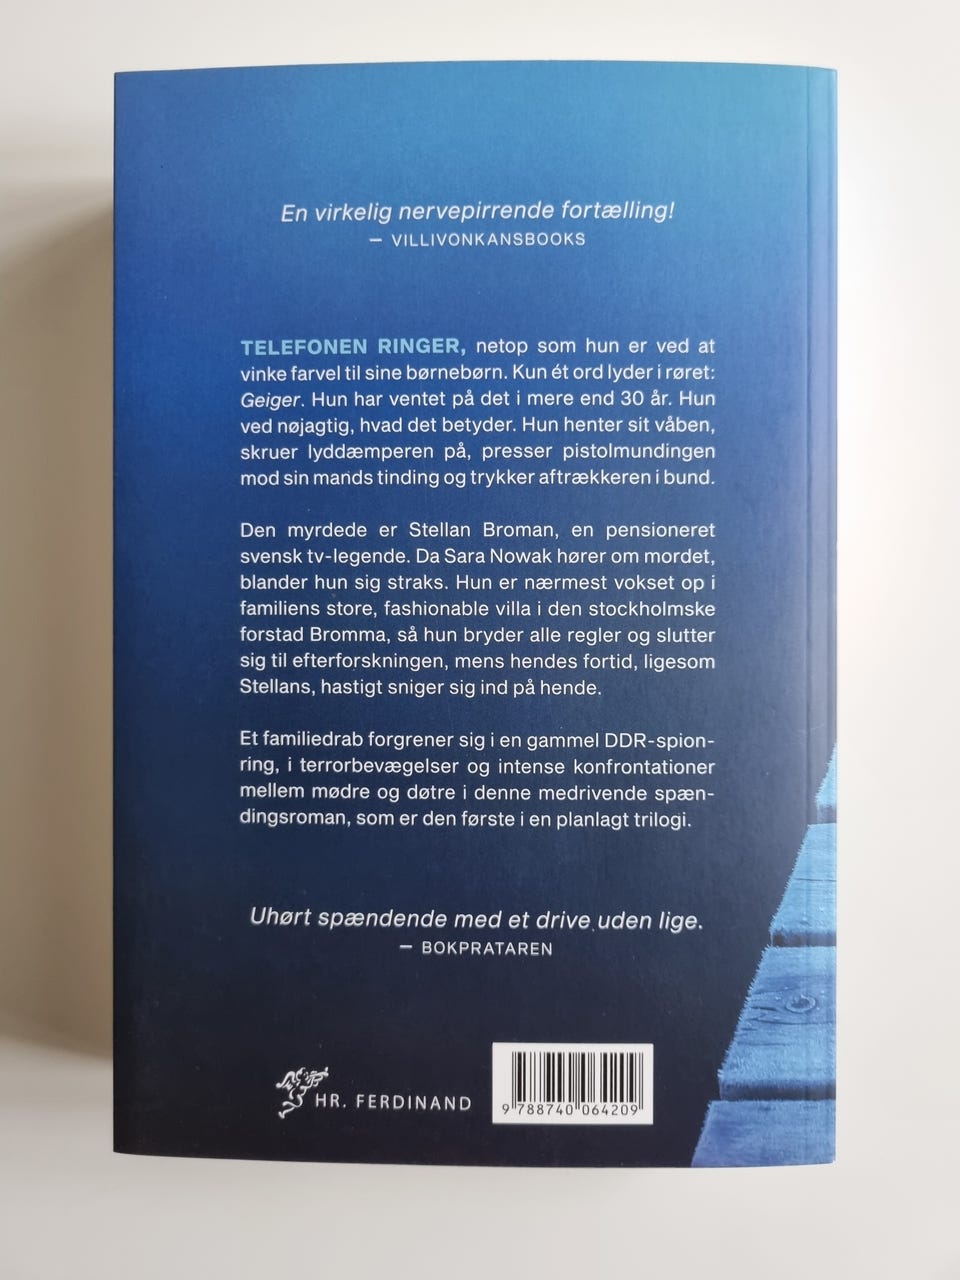 En virkelig nervepirrende fortælling!
– VILLIVONKANSBOOKS
TELEFONEN RINGER, netop som hun er ved at
vinke farvel til sine børnebørn. Kun ét ord lyder i røret:
Geiger. Hun har ventet på det i mere end 30 år. Hun
ved nøjagtig, hvad det betyder. Hun henter sit våben,
skruer lyddæmperen på, presser pistolmundingen
mod sin mands tinding og trykker aftrækkeren i bund.
Den myrdede er Stellan Broman, en pensioneret
svensk tv-legende. Da Sara Nowak hører om mordet,
blander hun sig straks. Hun er nærmest vokset op i
familiens store, fashionable villa i den stockholmske
forstad Bromma, så hun bryder alle regler og slutter
sig til efterforskningen, mens hendes fortid, ligesom
Stellans, hastigt sniger sig ind på hende.
Et familiedrab forgrener sig i en gammel DDR-spion-
ring, i terrorbevægelser og intense konfrontationer
mellem mødre og døtre i denne medrivende spæn-
dingsroman, som er den første i en planlagt trilogi.
Uhørt spændende med et drive uden lige.
– BOKPRATAREN
HR. FERDINAND
9 788740 064209